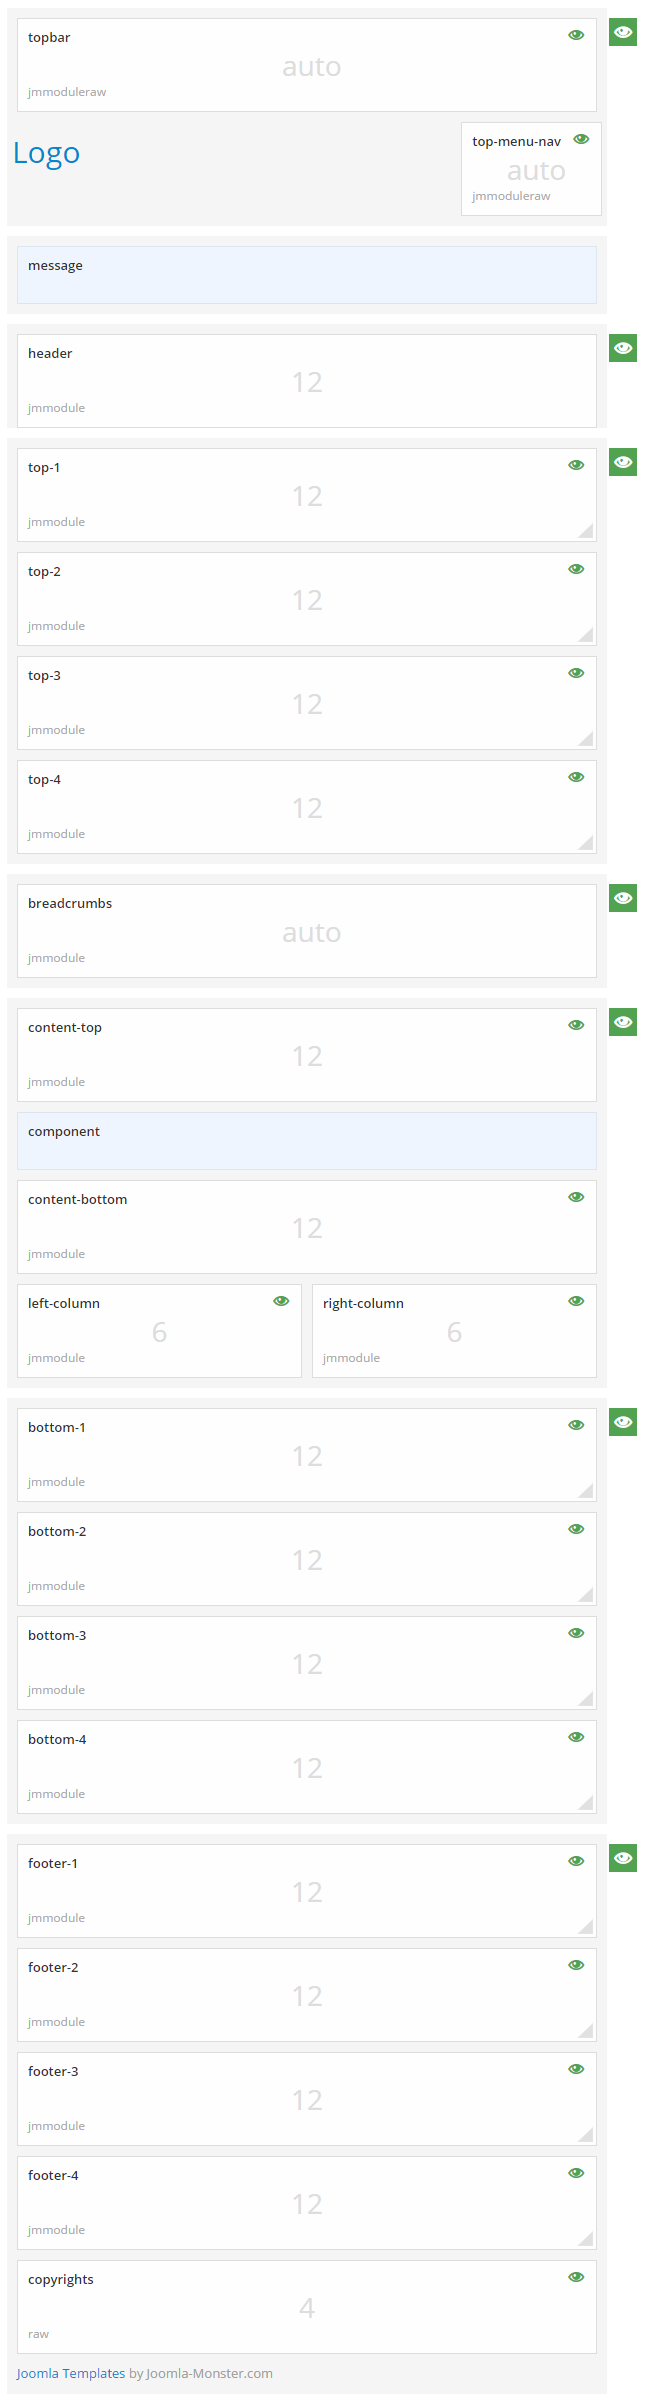 topbar
auto
jmmoduleraw
Logo
top-menu-nav
auto
jmmoduleraw
message
header
12
jmmodule
top-1
12
jmmodule
top-2
12
jmmodule
top-3
12
jmmodule
top-4
12
jmmodule
breadcrumbs
auto
jmmodule
content-top
12
jmmodule
component
content-bottom
12
jmmodule
left-column
6
jmmodule
right-column
6
jmmodule
bottom-1
12
jmmodule
bottom-2
12
jmmodule
bottom-3
12
jmmodule
bottom-4
12
jmmodule
footer-1
12
jmmodule
footer-2
12
jmmodule
footer-3
12
jmmodule
footer-4
12
jmmodule
copyrights
4
raw
Joomla Templates by Joomla-Monster.com